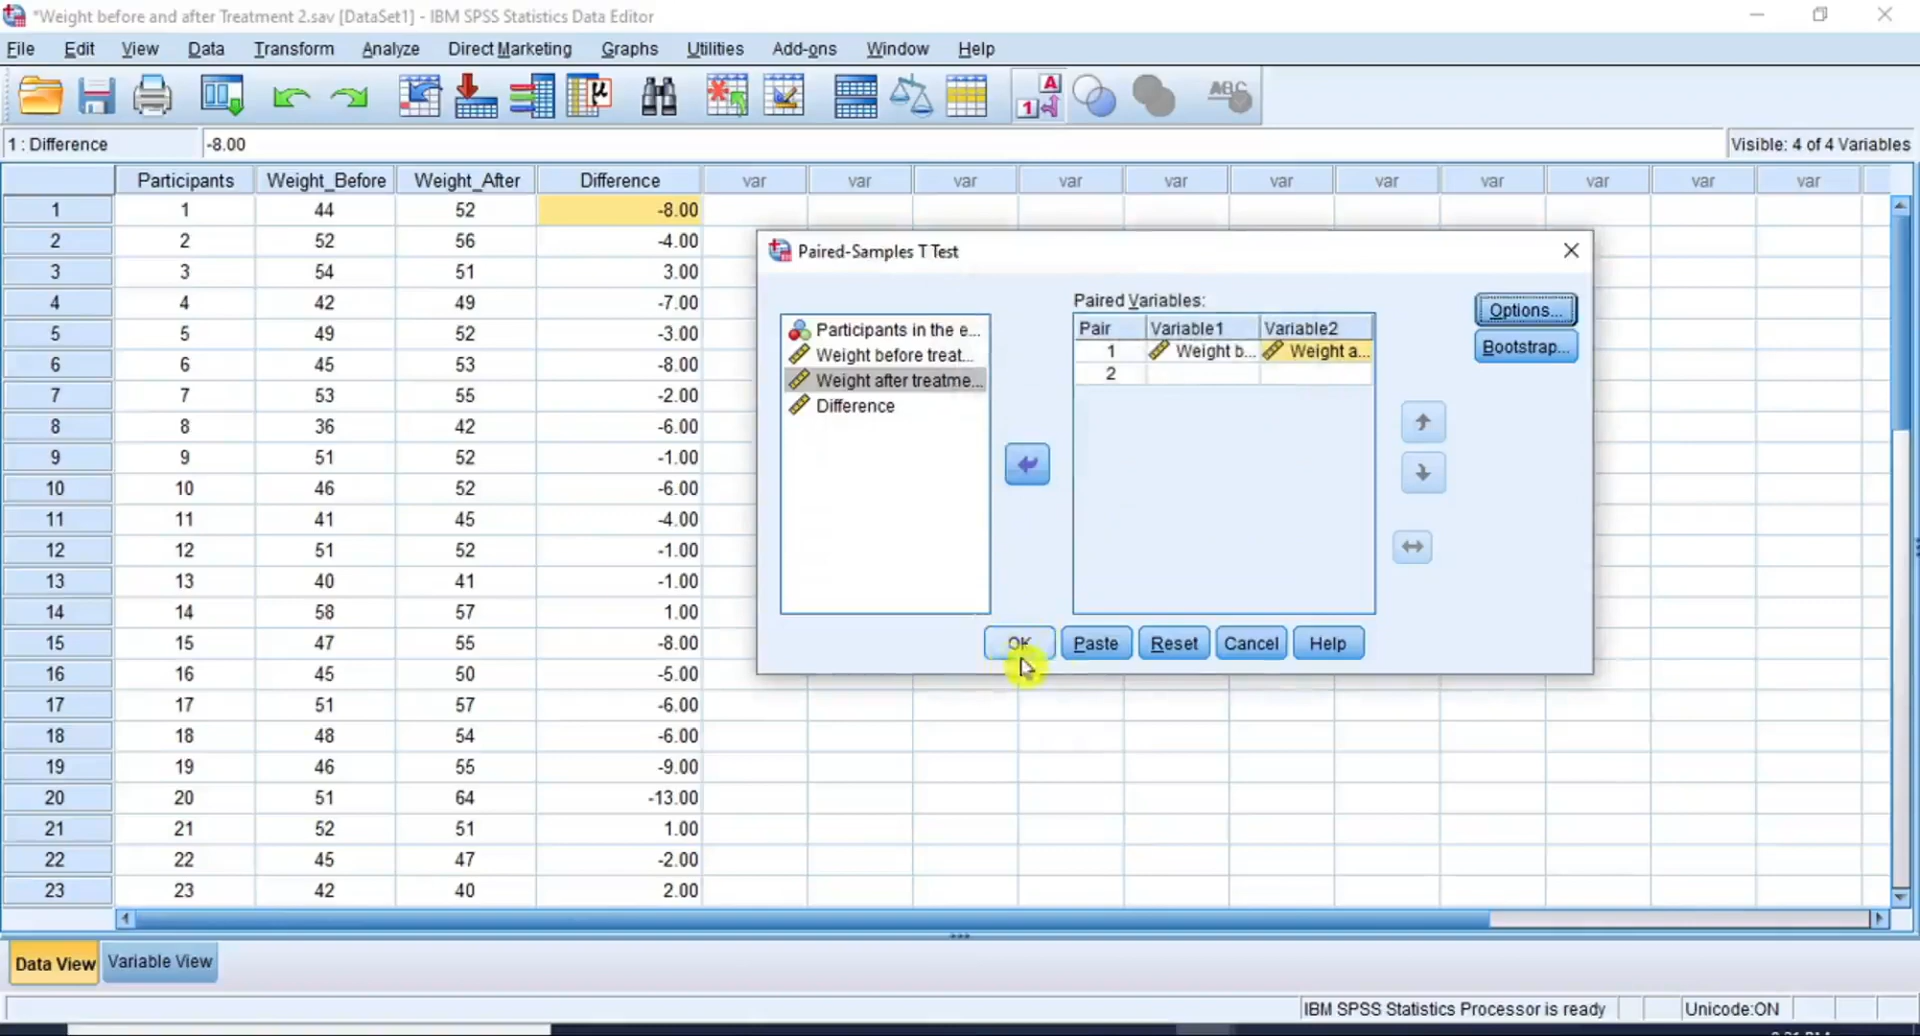 *Weight before and after Treatment 2.sav [DataSet1] - IBM SPSS Statistics Data Editor
File Edit View Data Transform Analyze Direct Marketing Graphs Utilities Add-ons Window Help
1 : Difference -8.00 Visible: 4 of 4 Variables
Participants Weight_Before Weight_After Difference var var var var var var var var var var var
1 1 44 52 -8.00
2 2 52 56 -4.00
3 3 54 51 3.00
4 4 42 49 -7.00
5 5 49 52 -3.00
6 6 45 53 -8.00
7 7 53 55 -2.00
8 8 36 42 -6.00
9 9 51 52 -1.00
10 10 46 52 -6.00
11 11 41 45 -4.00
12 12 51 52 -1.00
13 13 40 41 -1.00
14 14 58 57 1.00
15 15 47 55 -8.00
16 16 45 50 -5.00
17 17 51 57 -6.00
18 18 48 54 -6.00
19 19 46 55 -9.00
20 20 51 64 -13.00
21 21 52 51 1.00
22 22 45 47 -2.00
23 23 42 40 2.00
Paired-Samples T Test
Participants in the e...
Weight before treat...
Weight after treatme...
Difference
Paired Variables:
Pair Variable1 Variable2
1 Weight b... Weight a...
2
Options...
Bootstrap...
OK Paste Reset Cancel Help
Data View Variable View
IBM SPSS Statistics Processor is ready Unicode:ON